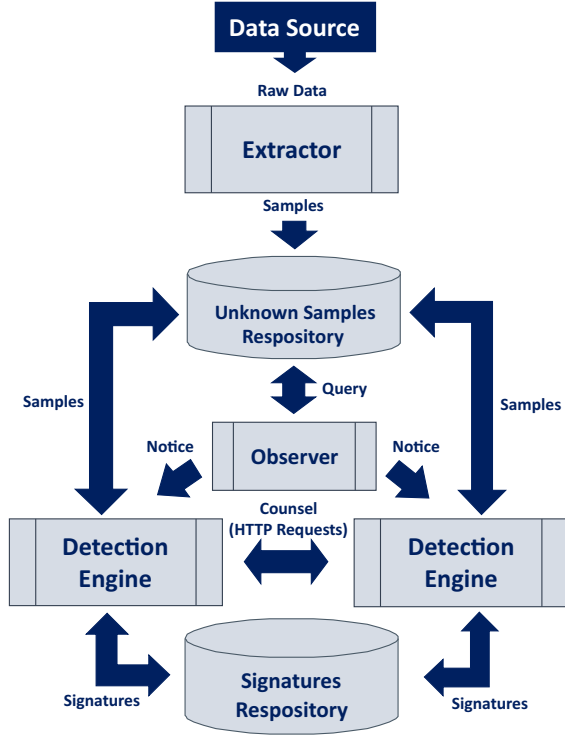 Data Source
Raw Data
Extractor
Samples
Unknown Samples
Respository
Query
Samples
Samples
Notice
Observer
Notice
Counsel
(HTTP Requests)
Detection
Engine
Detection
Engine
Signatures
Repository
Signatures
Signatures